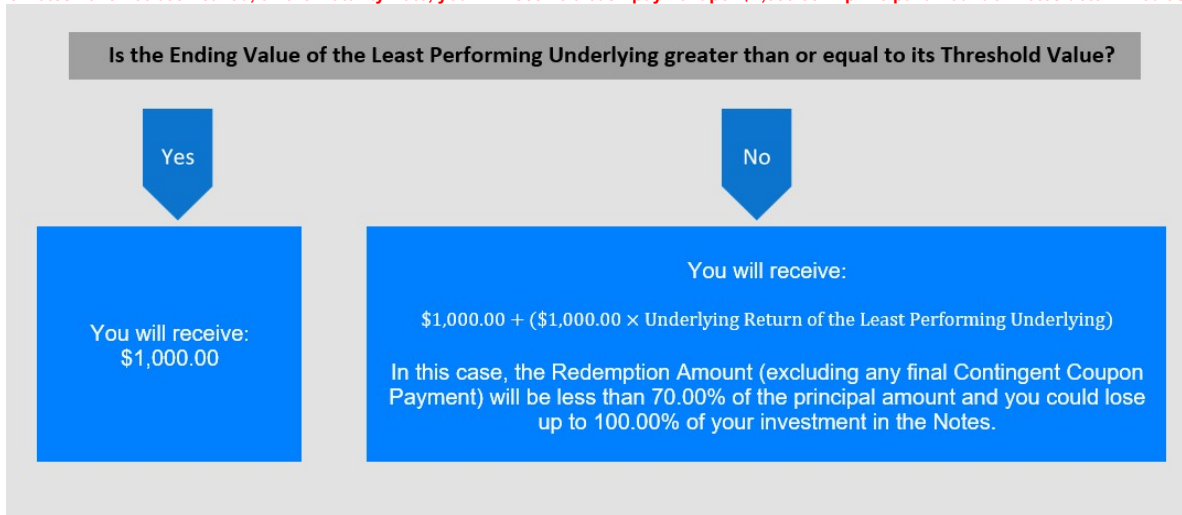 Is the Ending Value of the Least Performing Underlying greater than or equal to its Threshold Value?
Yes
No
You will receive:
$1,000.00
You will receive:
$1,000.00 + ($1,000.00 × Underlying Return of the Least Performing Underlying)
In this case, the Redemption Amount (excluding any final Contingent Coupon
Payment) will be less than 70.00% of the principal amount and you could lose
up to 100.00% of your investment in the Notes.